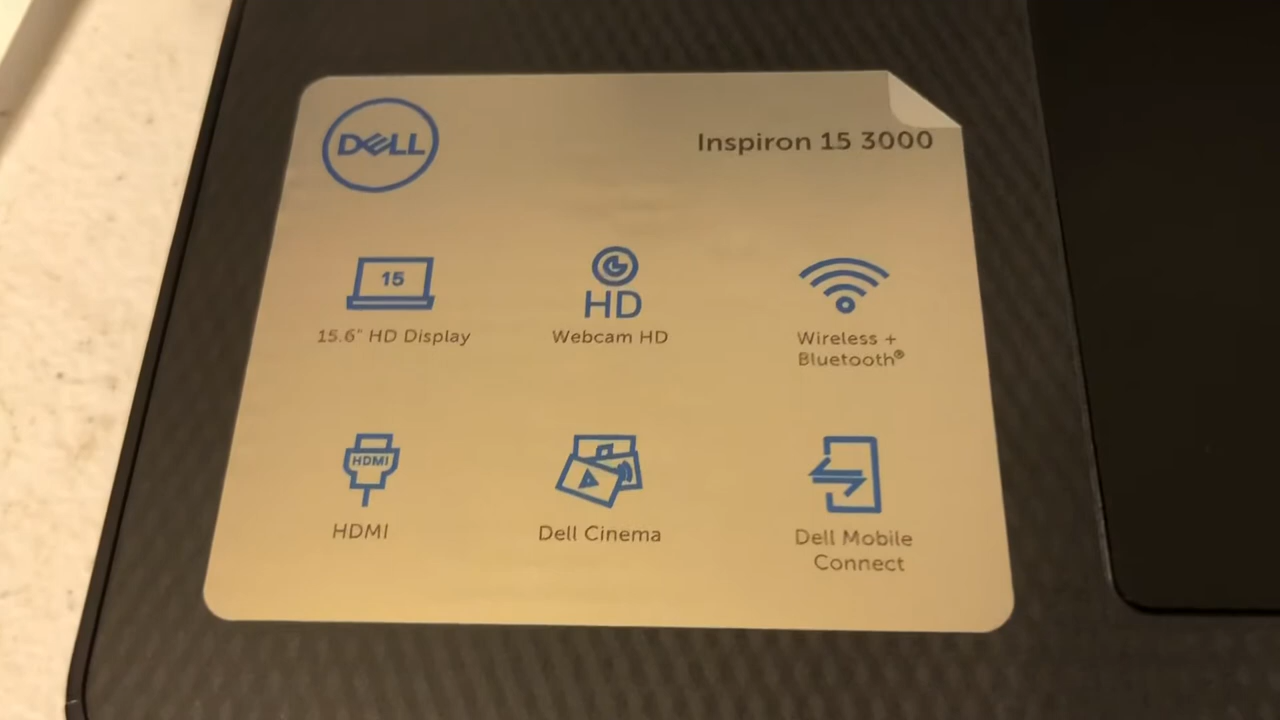 DELL
Inspiron 15 3000
15
15.6" HD Display
HD
Webcam HD
Wireless +
Bluetooth®
HDMI
HDMI
Dell Cinema
Dell Mobile
Connect